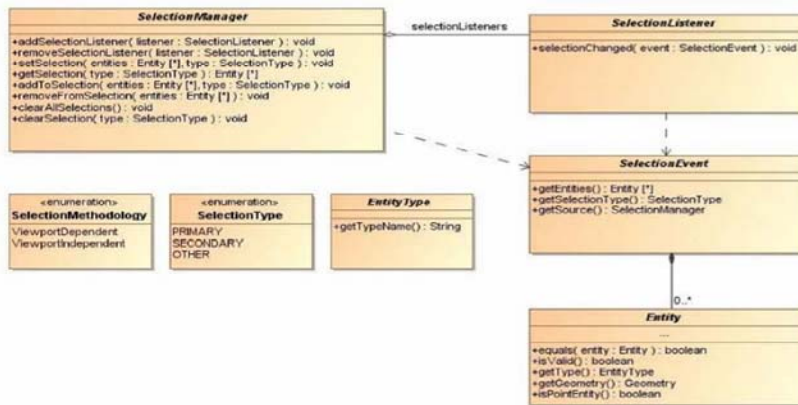 SelectionManager
+addSelectionListener( listener : SelectionListener ) : void
+removeSelectionListener( listener : SelectionListener ) : void
+setSelection( entities : Entity [*], type : SelectionType ) : void
+getSelection( type : SelectionType ) : Entity [*]
+addToSelection( entities : Entity [*], type : SelectionType ) : void
+removeFromSelection( entities : Entity [*] ) : void
+clearAllSelections() : void
+clearSelection( type : SelectionType ) : void
selectionListeners
SelectionListener
+selectionChanged( event : SelectionEvent ) : void
SelectionEvent
+getEntities() : Entity [*]
+getSelectionType() : SelectionType
+getSource() : SelectionManager
«enumeration»
SelectionMethodology
ViewportDependent
ViewportIndependent
«enumeration»
SelectionType
PRIMARY
SECONDARY
OTHER
EntityType
+getTypeName() : String
0..*
Entity
...
+equals( entity : Entity ) : boolean
+isValid() : boolean
+getType() : EntityType
+getGeometry() : Geometry
+isPointEntity() : boolean